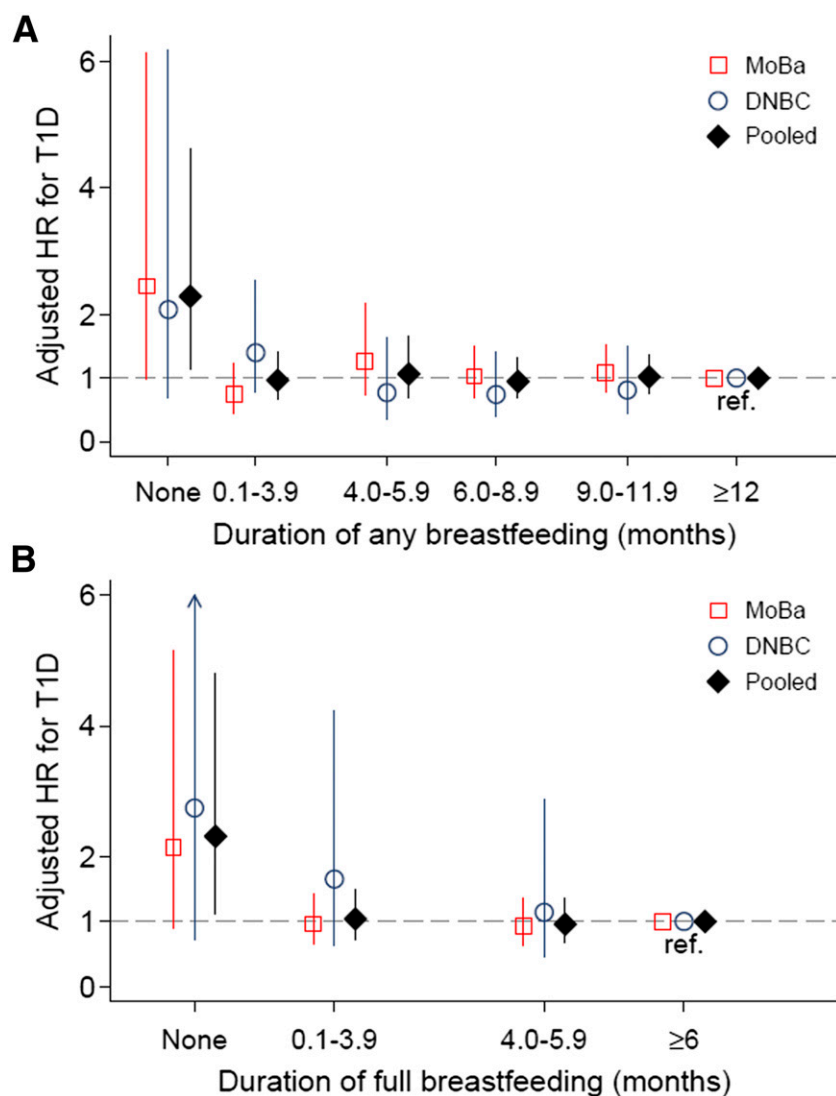 A
Adjusted HR for T1D
6
4
2
1
0
MoBa
DNBC
Pooled
ref.
None 0.1-3.9 4.0-5.9 6.0-8.9 9.0-11.9 ≥12
Duration of any breastfeeding (months)
B
Adjusted HR for T1D
6
4
2
1
0
MoBa
DNBC
Pooled
ref.
None 0.1-3.9 4.0-5.9 ≥6
Duration of full breastfeeding (months)